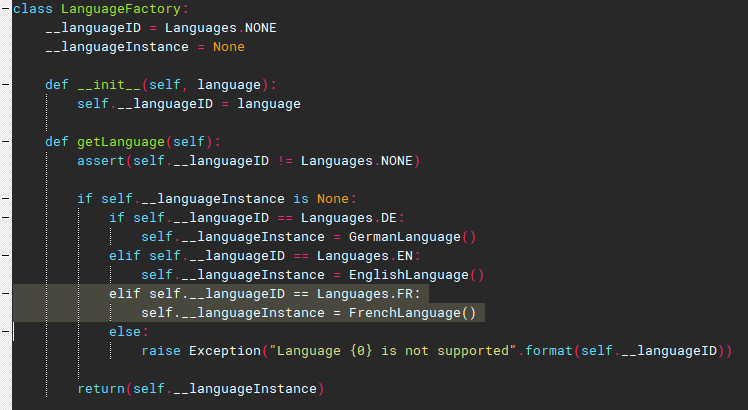 class LanguageFactory:
    __languageID = Languages.NONE
    __languageInstance = None

    def __init__(self, language):
        self.__languageID = language

    def getLanguage(self):
        assert(self.__languageID != Languages.NONE)

        if self.__languageInstance is None:
            if self.__languageID == Languages.DE:
                self.__languageInstance = GermanLanguage()
            elif self.__languageID == Languages.EN:
                self.__languageInstance = EnglishLanguage()
            elif self.__languageID == Languages.FR:
                self.__languageInstance = FrenchLanguage()
            else:
                raise Exception("Language {0} is not supported".format(self.__languageID))

        return(self.__languageInstance)